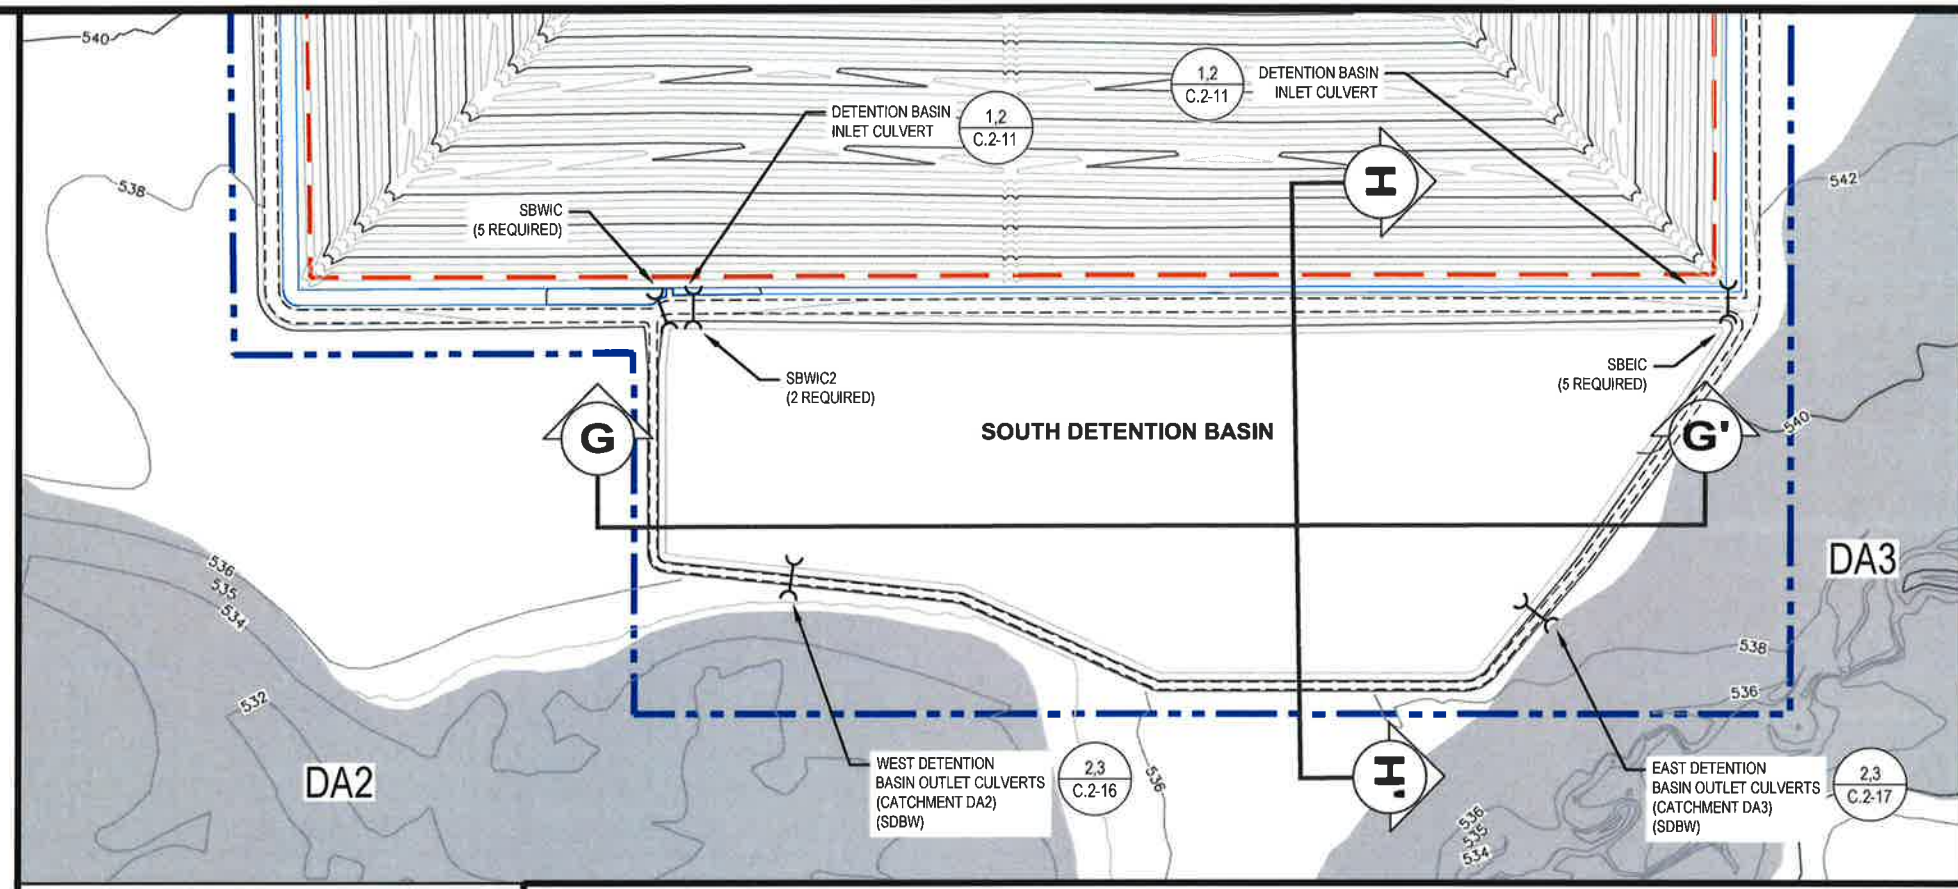 540
1,2
C.2-11
DETENTION BASIN
INLET CULVERT
DETENTION BASIN
INLET CULVERT
1,2
C.2-11
538
542
H
SBWIC
(5 REQUIRED)
SBWIC2
(2 REQUIRED)
SBEIC
(5 REQUIRED)
G
SOUTH DETENTION BASIN
G'
540
536
535
534
DA3
532
538
536
DA2
WEST DETENTION
BASIN OUTLET CULVERTS
(CATCHMENT DA2)
(SDBW)
2,3
C.2-16
536
H'
EAST DETENTION
BASIN OUTLET CULVERTS
(CATCHMENT DA3)
(SDBW)
2,3
C.2-17
536
535
534